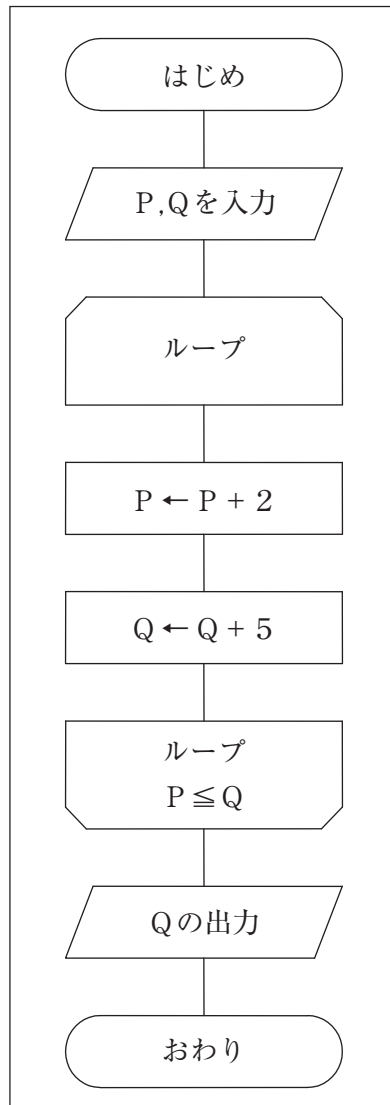 はじめ
P,Qを入力
ループ
P ← P + 2
Q ← Q + 5
ループ
P ≦ Q
Qの出力
おわり